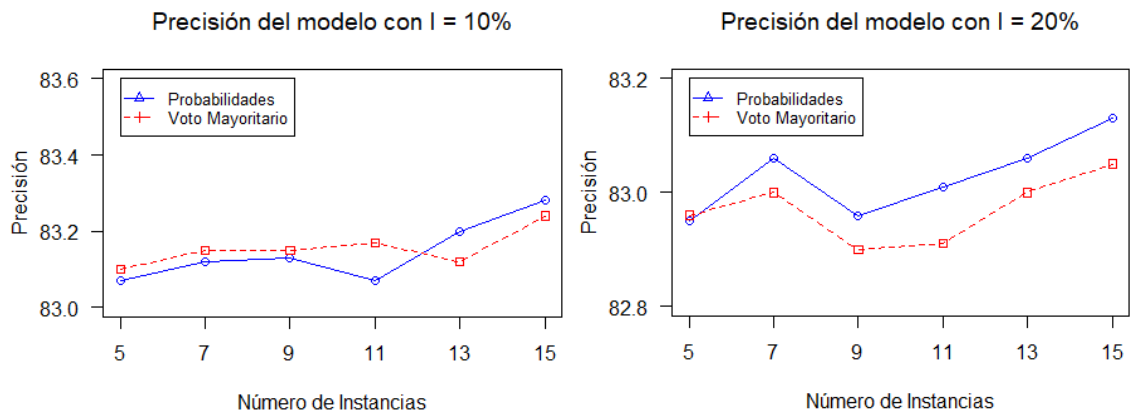 Precisión del modelo con I = 10%
83.6
83.4
83.2
83.0
Precisión
Probabilidades
Voto Mayoritario
5 7 9 11 13 15
Número de Instancias
Precisión del modelo con I = 20%
83.2
83.0
82.8
Precisión
Probabilidades
Voto Mayoritario
5 7 9 11 13 15
Número de Instancias